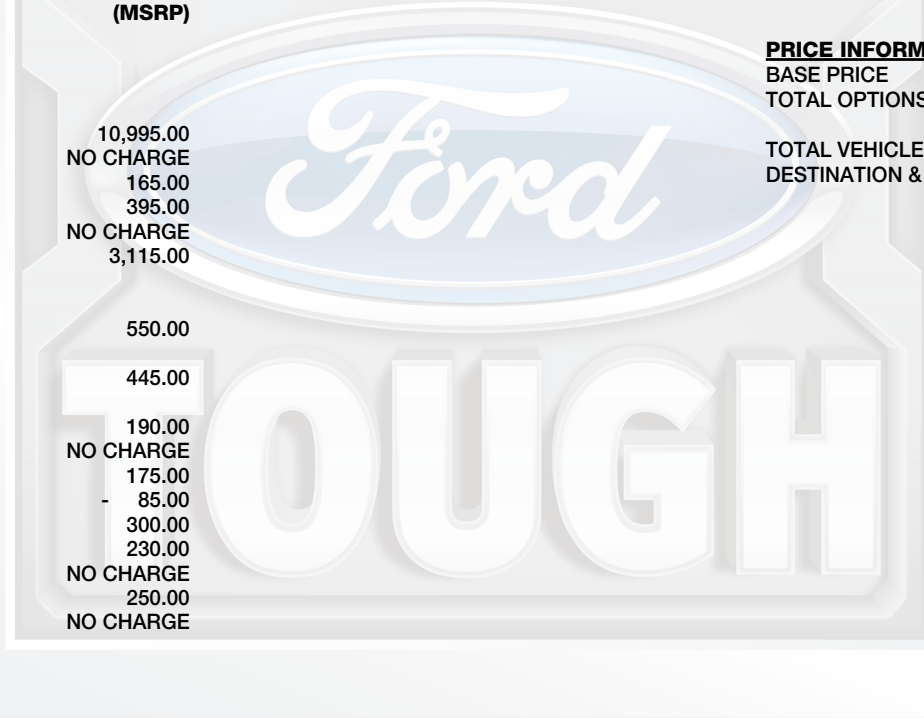 (MSRP)
10,995.00
NO CHARGE
165.00
395.00
NO CHARGE
3,115.00
550.00
445.00
190.00
NO CHARGE
175.00
- 85.00
300.00
230.00
NO CHARGE
250.00
NO CHARGE
PRICE INFORM
BASE PRICE
TOTAL OPTIONS
TOTAL VEHICLE
DESTINATION &
Ford
TOUGH